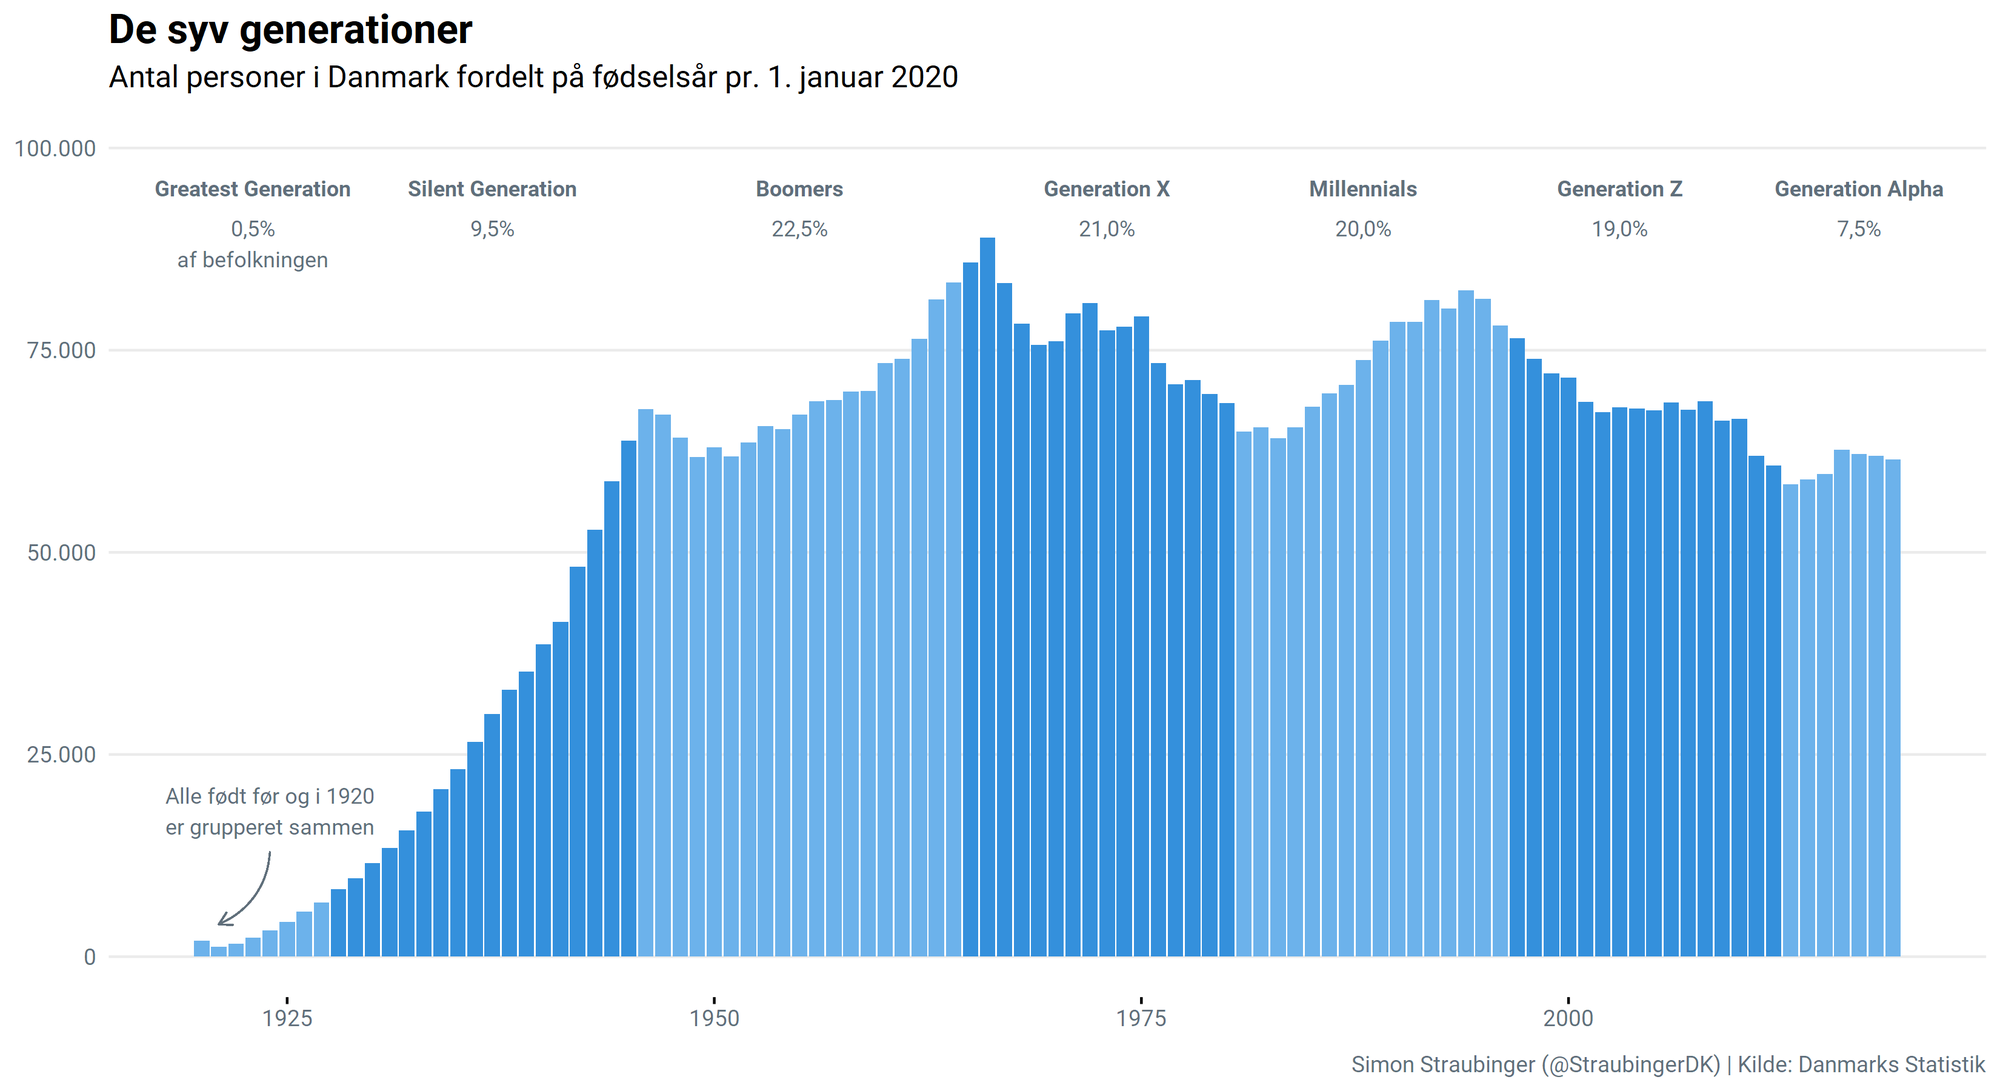 De syv generationer
Antal personer i Danmark fordelt på fødselsår pr. 1. januar 2020
100.000
Greatest Generation
Silent Generation
Boomers
Generation X
Millennials
Generation Z
Generation Alpha
0,5%
9,5%
22,5%
21,0%
20,0%
19,0%
7,5%
af befolkningen
75.000
50.000
25.000
Alle født før og i 1920
er grupperet sammen
0
1925
1950
1975
2000
Simon Straubinger (@StraubingerDK) | Kilde: Danmarks Statistik